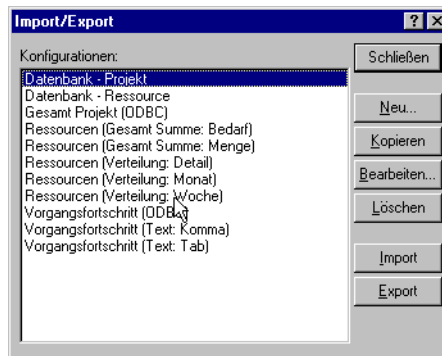 Import/Export
Konfigurationen:
Datenbank - Projekt
Datenbank - Ressource
Gesamt Projekt (ODBC)
Ressourcen (Gesamt Summe: Bedarf)
Ressourcen (Gesamt Summe: Menge)
Ressourcen (Verteilung: Detail)
Ressourcen (Verteilung: Monat)
Ressourcen (Verteilung: Woche)
Vorgangsfortschritt (ODBC)
Vorgangsfortschritt (Text: Komma)
Vorgangsfortschritt (Text: Tab)
Schließen
Neu...
Kopieren
Bearbeiten...
Löschen
Import
Export